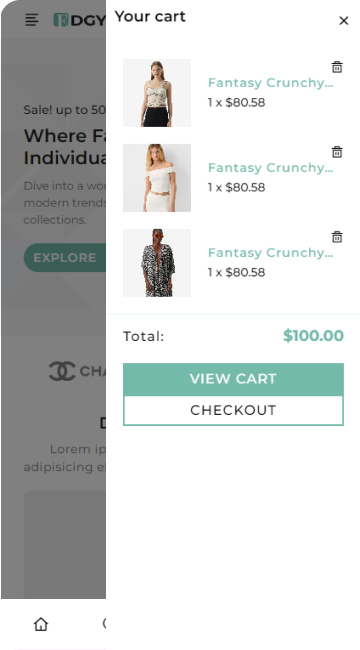 EDGY
Your cart
Fantasy Crunchy...
1 x $80.58
Fantasy Crunchy...
1 x $80.58
Fantasy Crunchy...
1 x $80.58
Total: $100.00
VIEW CART
CHECKOUT
Sale! up to 50
Where Fa
Individua
Dive into a wor
modern trends
collections.
EXPLORE
CHA
D
Lorem ip
adipisicing e